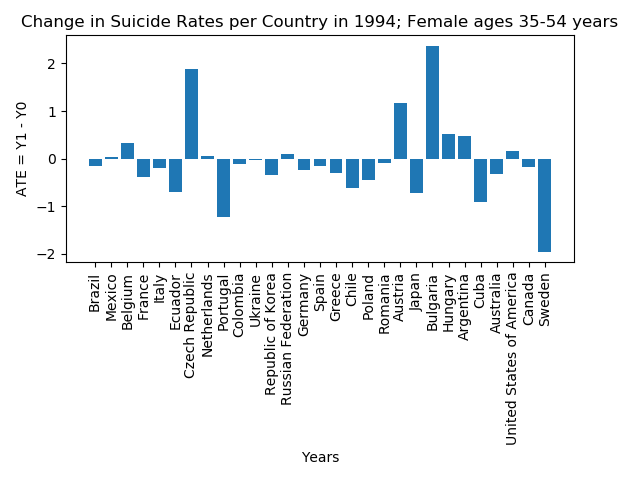 Change in Suicide Rates per Country in 1994; Female ages 35-54 years
ATE = Y1 - Y0
2
1
0
−1
−2
Brazil
Mexico
Belgium
France
Italy
Ecuador
Czech Republic
Netherlands
Portugal
Colombia
Ukraine
Republic of Korea
Russian Federation
Germany
Spain
Greece
Chile
Poland
Romania
Austria
Japan
Bulgaria
Hungary
Argentina
Cuba
Australia
United States of America
Canada
Sweden
Years